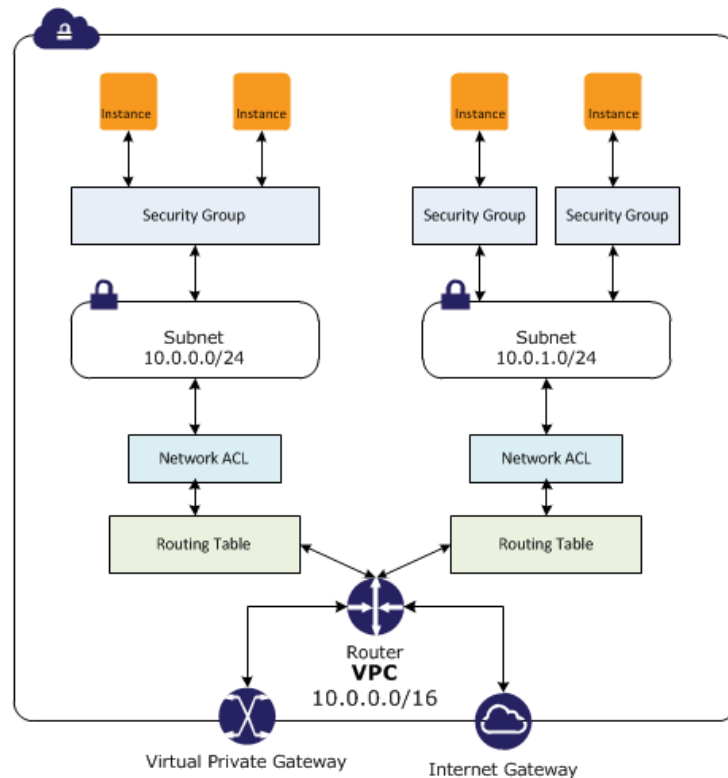 Instance
Instance
Instance
Instance
Security Group
Security Group
Security Group
Subnet
10.0.0.0/24
Subnet
10.0.1.0/24
Network ACL
Network ACL
Routing Table
Routing Table
Router
VPC
10.0.0.0/16
Virtual Private Gateway
Internet Gateway